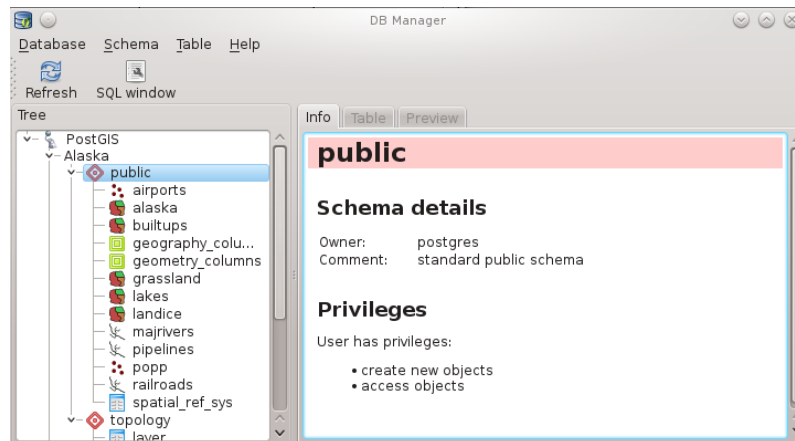 DB Manager
Database Schema Table Help
Refresh SQL window
Tree
PostGIS
Alaska
public
airports
alaska
builtups
geography_colu...
geometry_columns
grassland
lakes
landice
majrivers
pipelines
popp
railroads
spatial_ref_sys
topology
layer
Info Table Preview
public
Schema details
Owner: postgres
Comment: standard public schema
Privileges
User has privileges:
• create new objects
• access objects